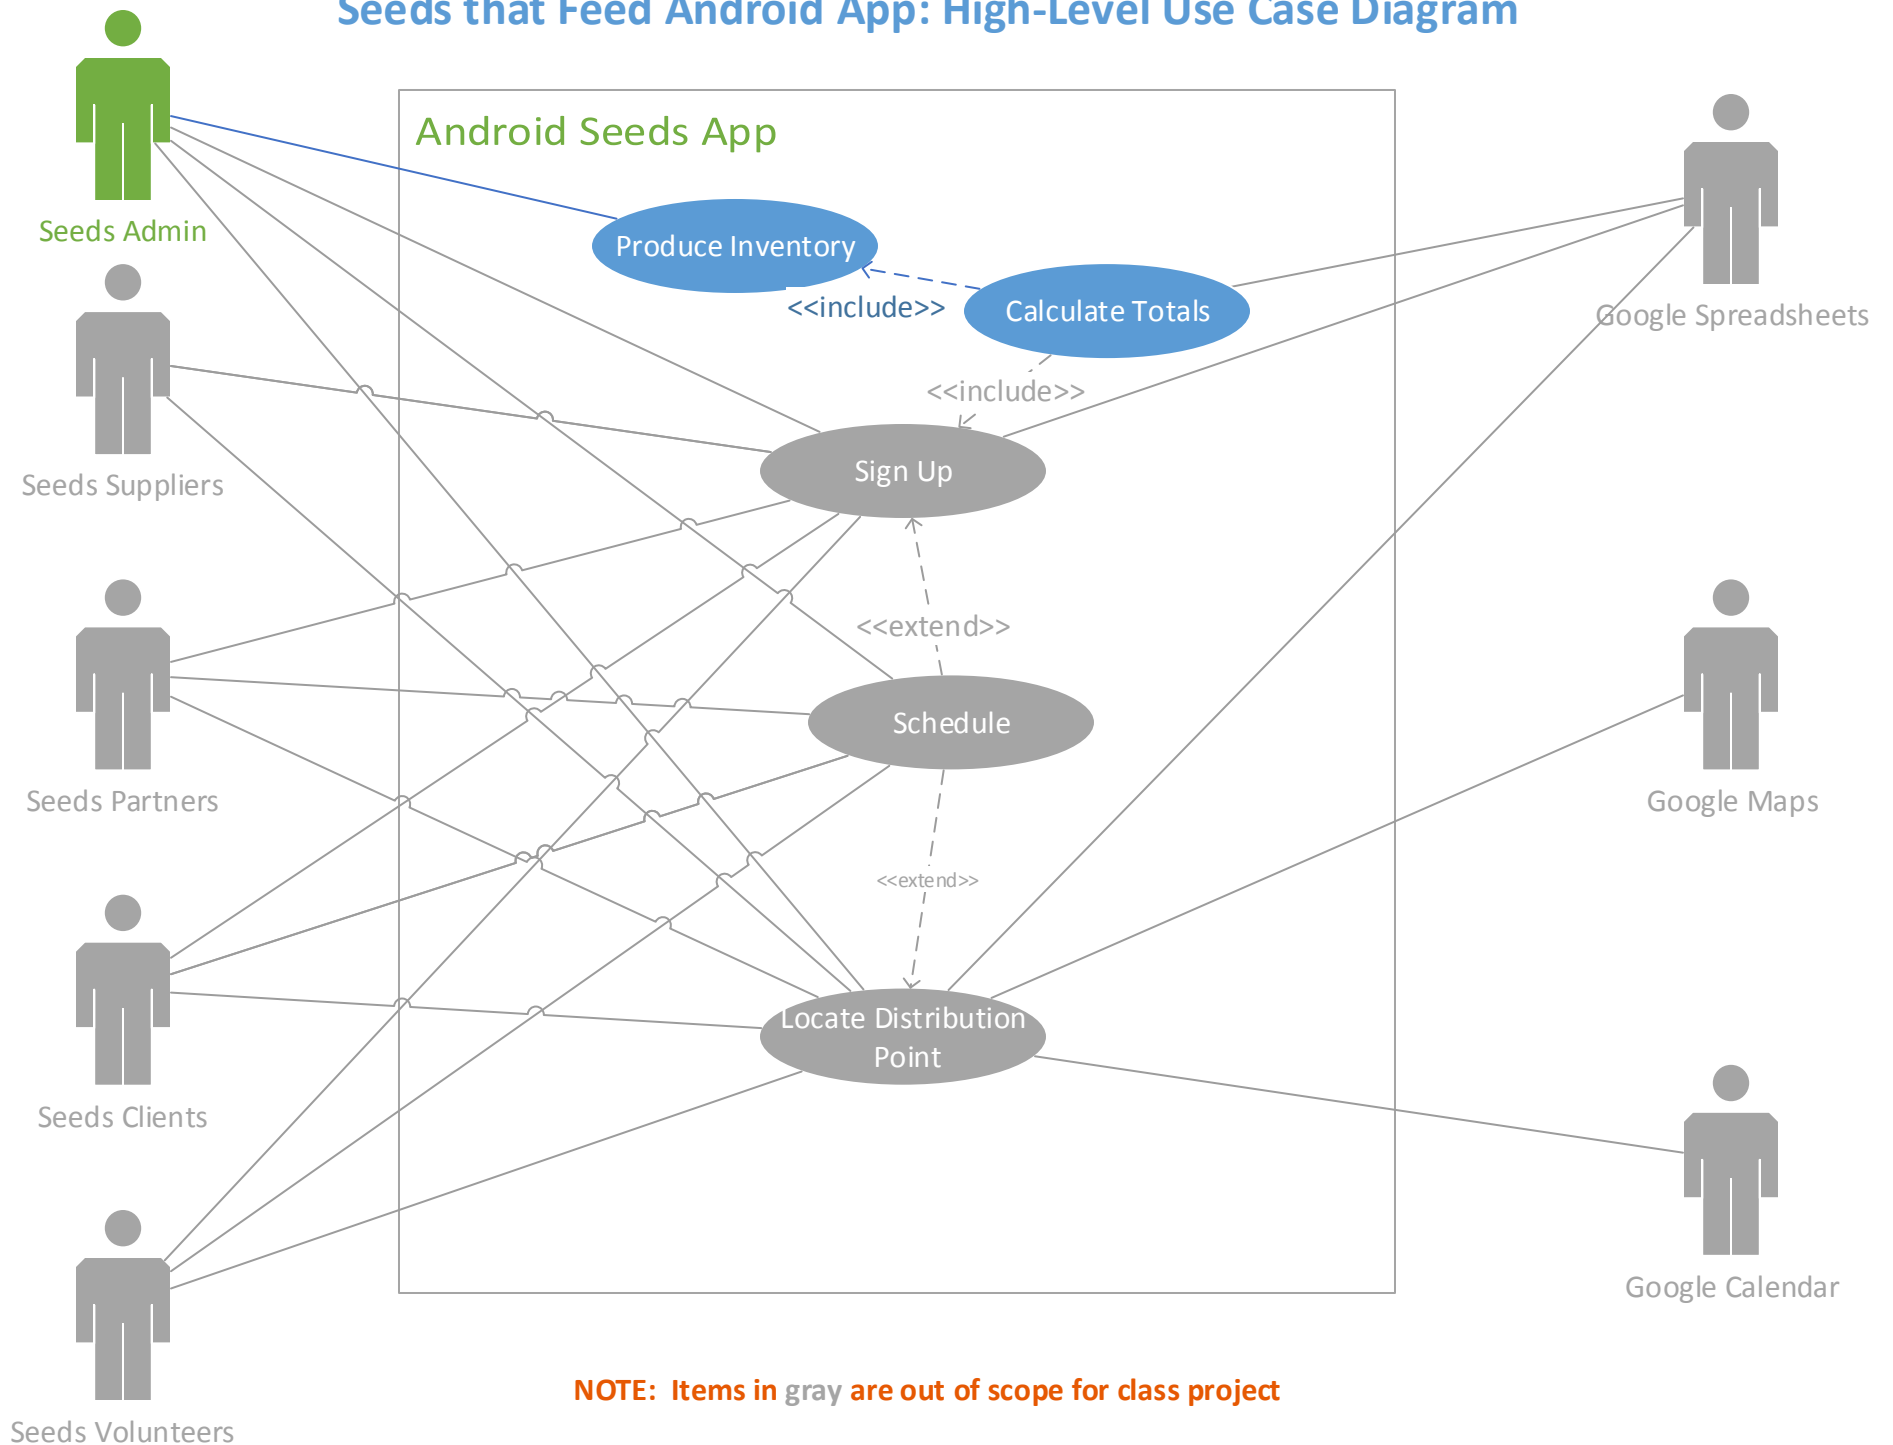 Seeds that Feed Android App: High-Level Use Case Diagram
Android Seeds App
Seeds Admin
Produce Inventory
<<include>>
Calculate Totals
Google Spreadsheets
<<include>>
Sign Up
Seeds Suppliers
<<extend>>
Schedule
Seeds Partners
Google Maps
<<extend>>
Locate Distribution
Point
Seeds Clients
Google Calendar
NOTE:  Items in gray are out of scope for class project
Seeds Volunteers